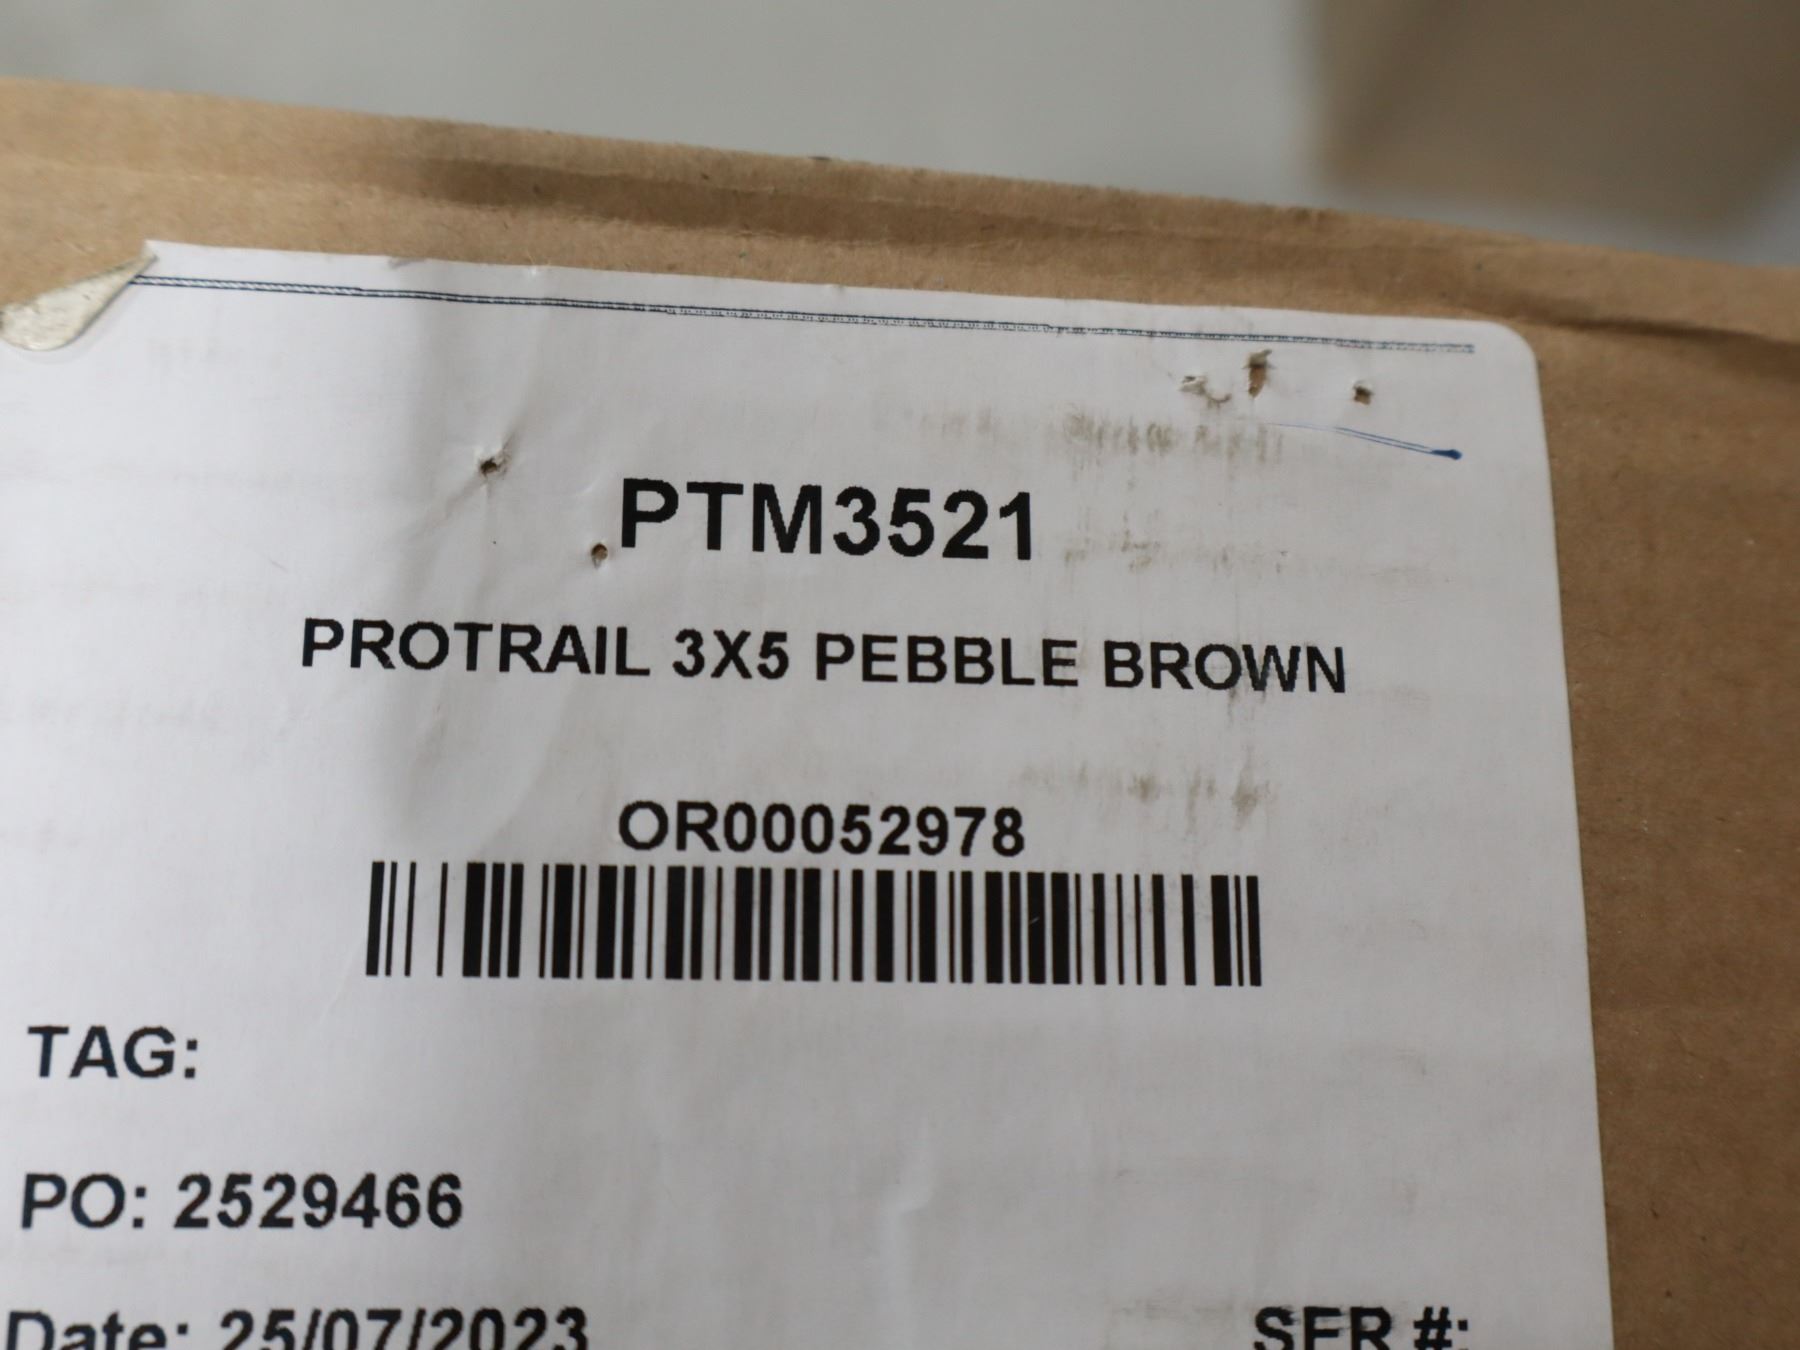 PTM3521
PROTRAIL 3X5 PEBBLE BROWN
OR00052978
TAG:
PO: 2529466
Date: 25/07/2023
SER #: